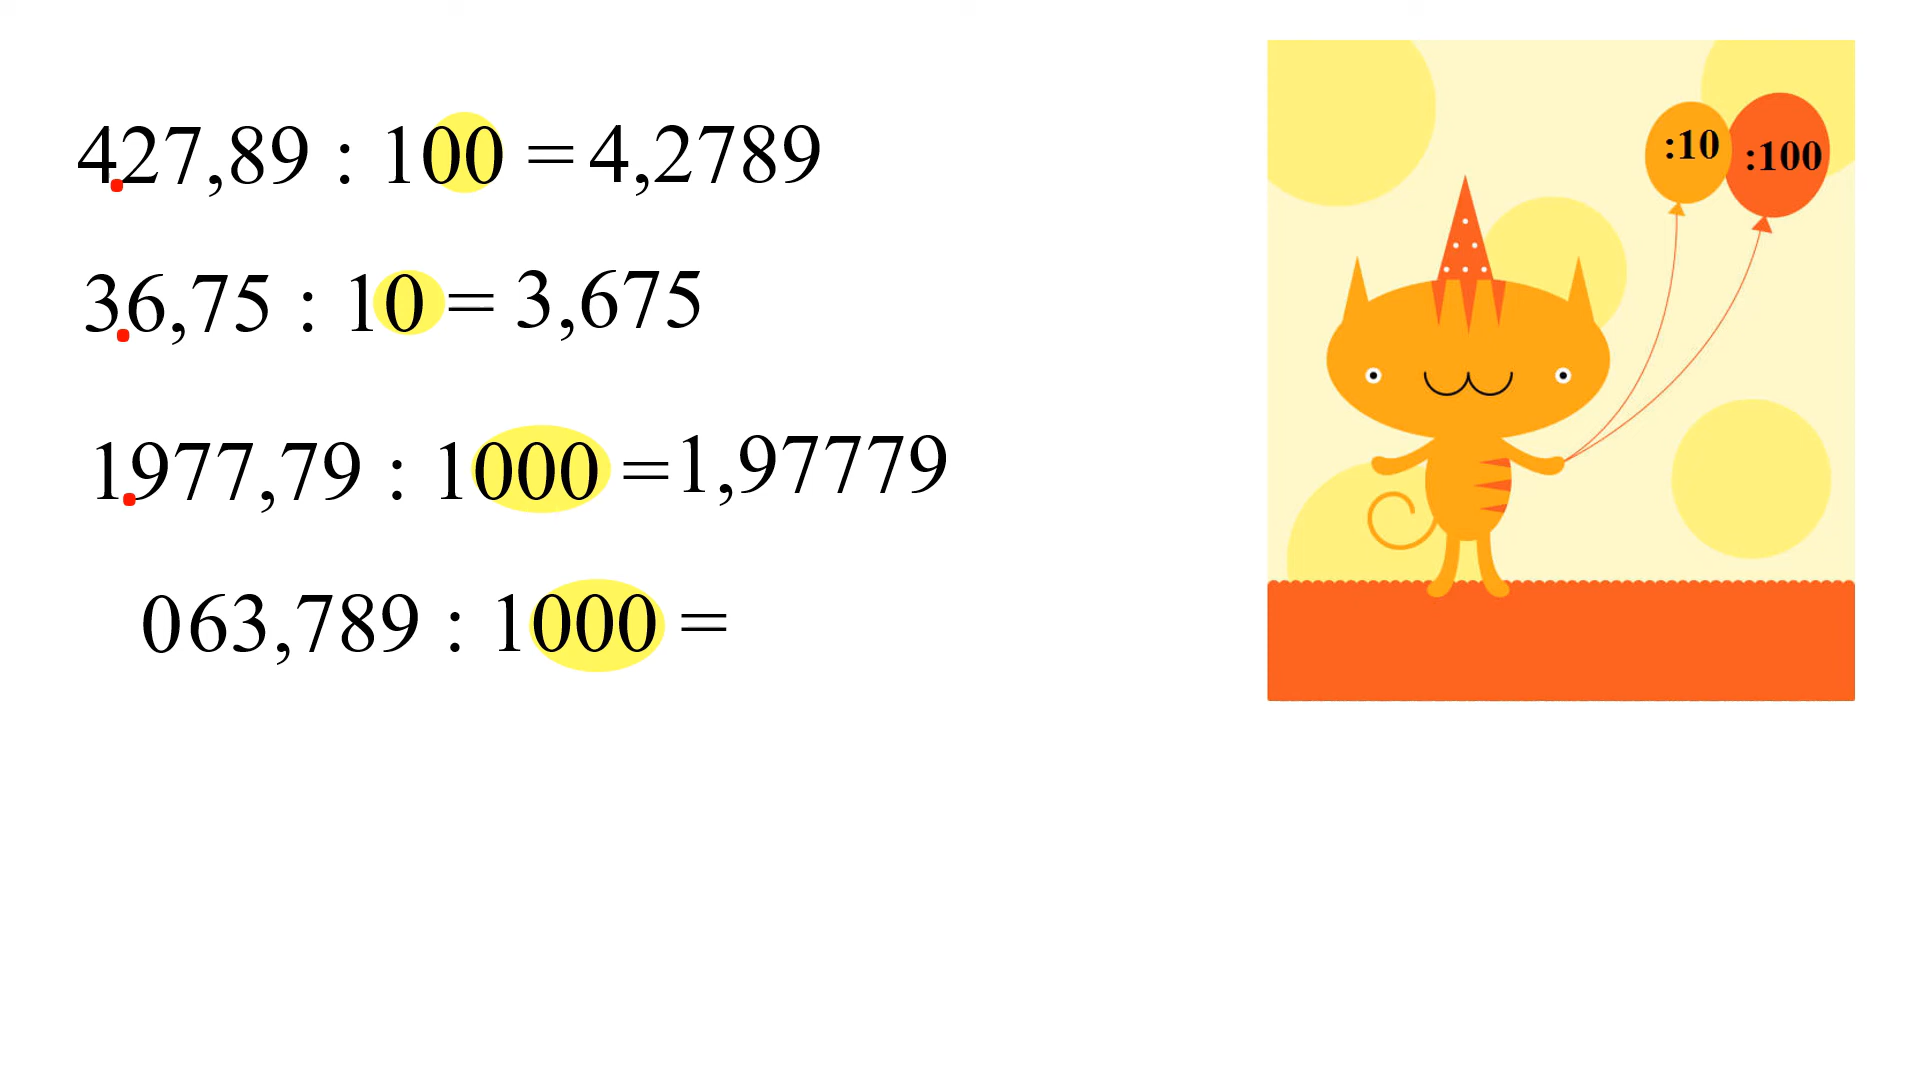 427,89 : 100 = 4,2789
36,75 : 10 = 3,675
1977,79 : 1000 = 1,97779
063,789 : 1000 =
:10
:100